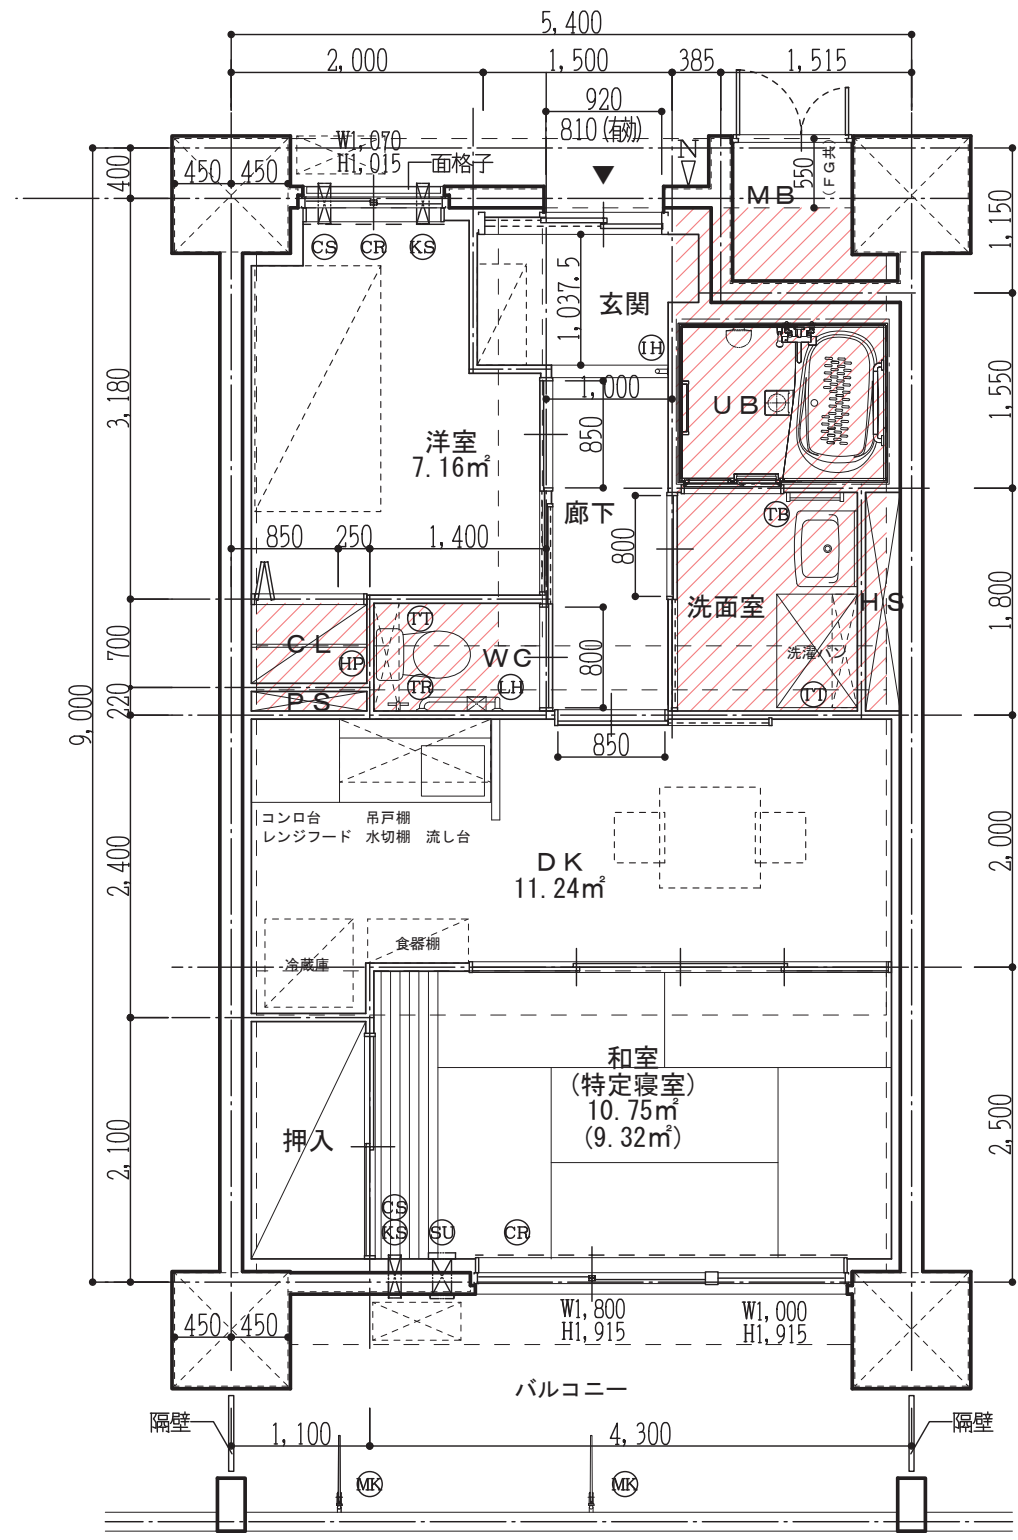 5,400
2,000
1,500
385
1,515
920
810(有効)
W1,070
H1,015
面格子
N
MB
550
(FG共)
400
450
450
1,150
CS
CR
KS
1,037.5
玄関
IH
3,180
1,000
1,550
UB
洋室
7.16㎡
850
廊下
TB
850
250
1,400
800
洗面室
HS
1,800
洗濯パン
TT
700
CL
HP
TT
TR
WC
LH
800
220
PS
9,000
850
コンロ台
吊戸棚
レンジフード
水切棚
流し台
2,400
DK
11.24㎡
2,000
冷蔵庫
食器棚
和室
(特定寝室)
10.75㎡
(9.32㎡)
押入
2,100
2,500
CS
KS
SU
CR
450
450
W1,800
H1,915
W1,000
H1,915
バルコニー
隔壁
1,100
4,300
隔壁
MK
MK